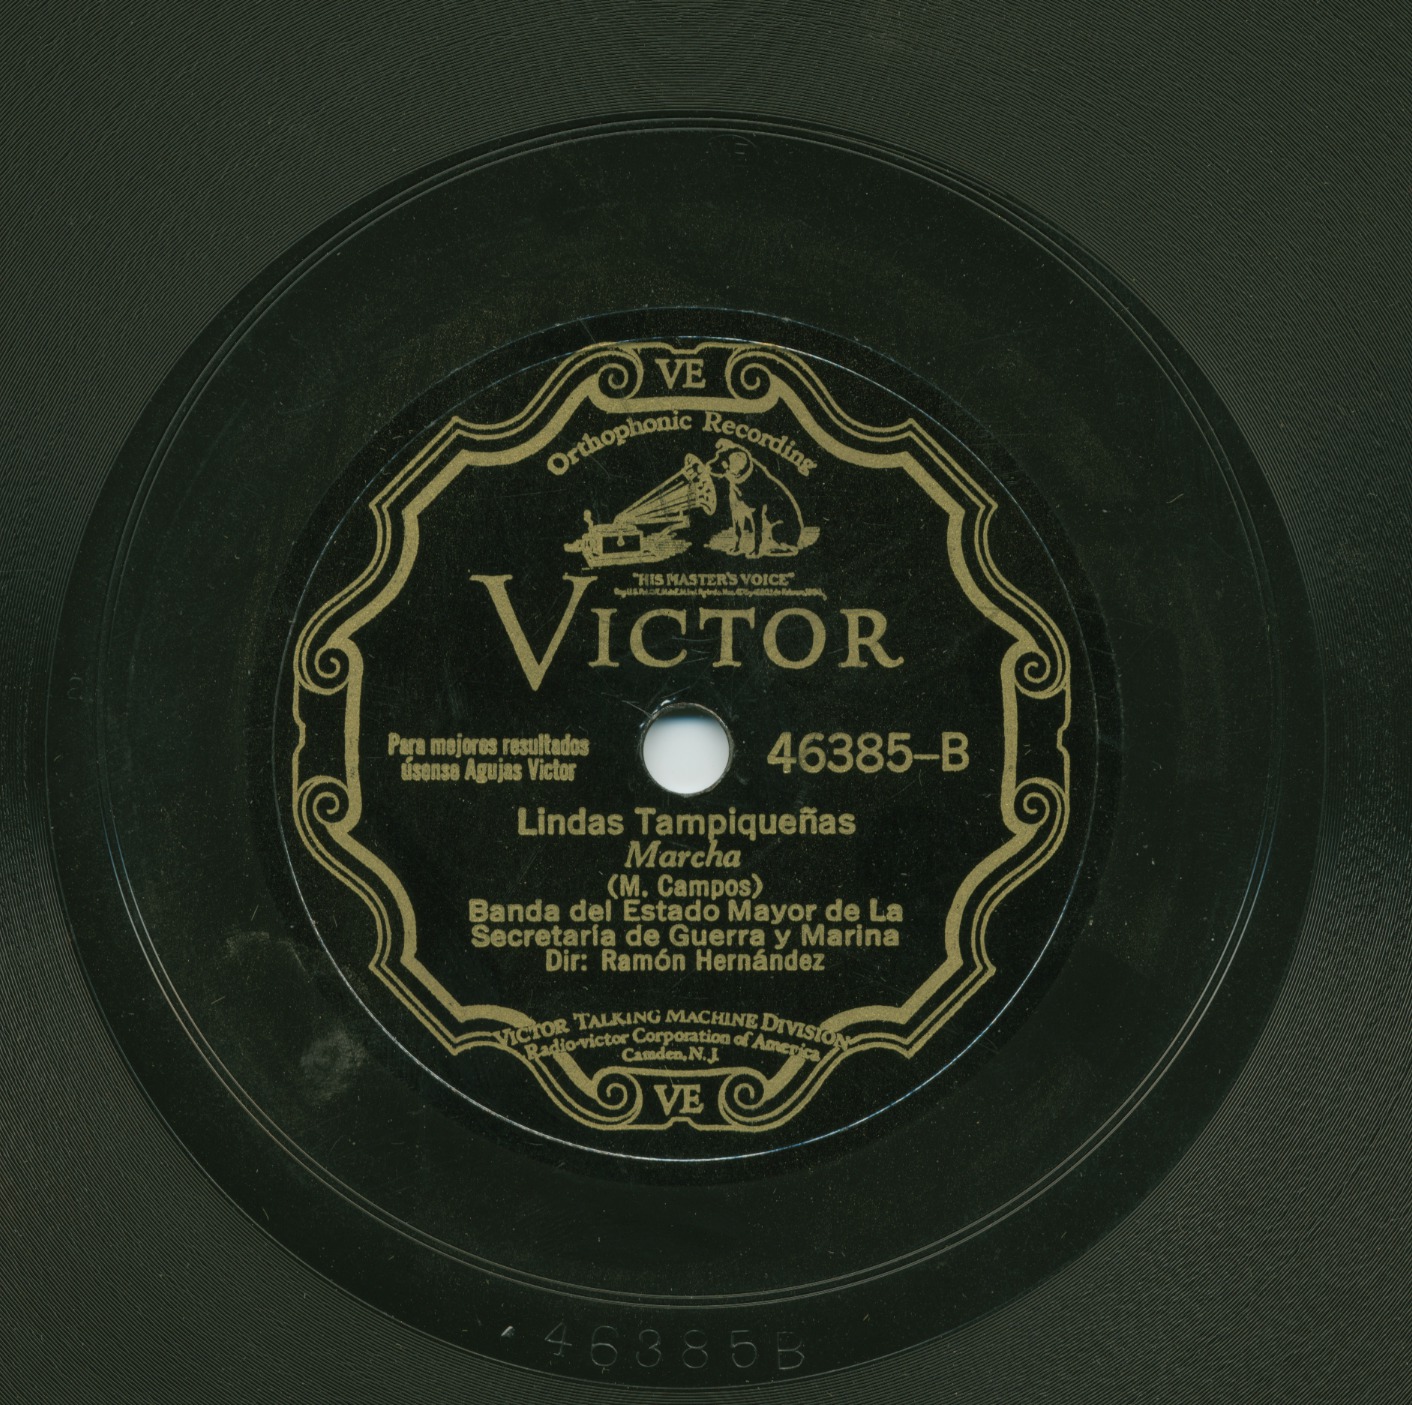 VE
Orthophonic Recording
"HIS MASTER'S VOICE"
VICTOR
Para mejores resultados
úsense Agujas Victor
46385–B
Lindas Tampiqueñas
Marcha
(M. Campos)
Banda del Estado Mayor de La
Secretaría de Guerra y Marina
Dir: Ramón Hernández
VICTOR TALKING MACHINE DIVISION
Radio-victor Corporation of America
Camden, N. J.
VE
46385B